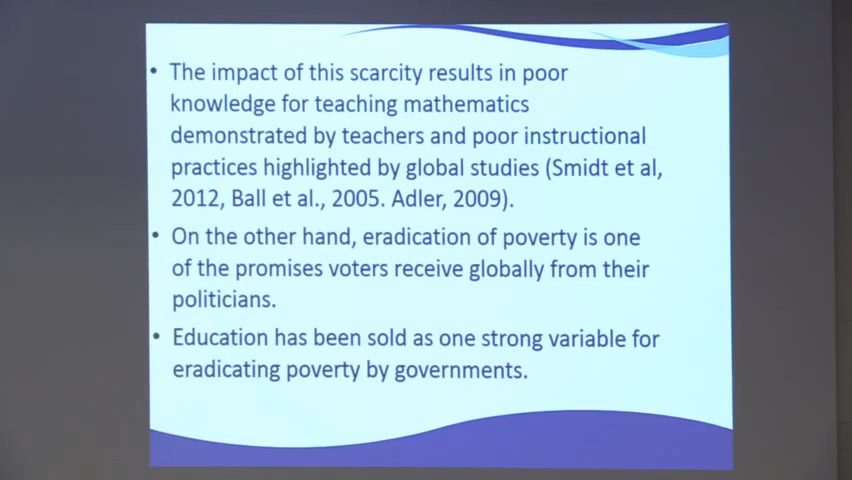 • The impact of this scarcity results in poor
knowledge for teaching mathematics
demonstrated by teachers and poor instructional
practices highlighted by global studies (Smidt et al,
2012, Ball et al., 2005. Adler, 2009).
• On the other hand, eradication of poverty is one
of the promises voters receive globally from their
politicians.
• Education has been sold as one strong variable for
eradicating poverty by governments.